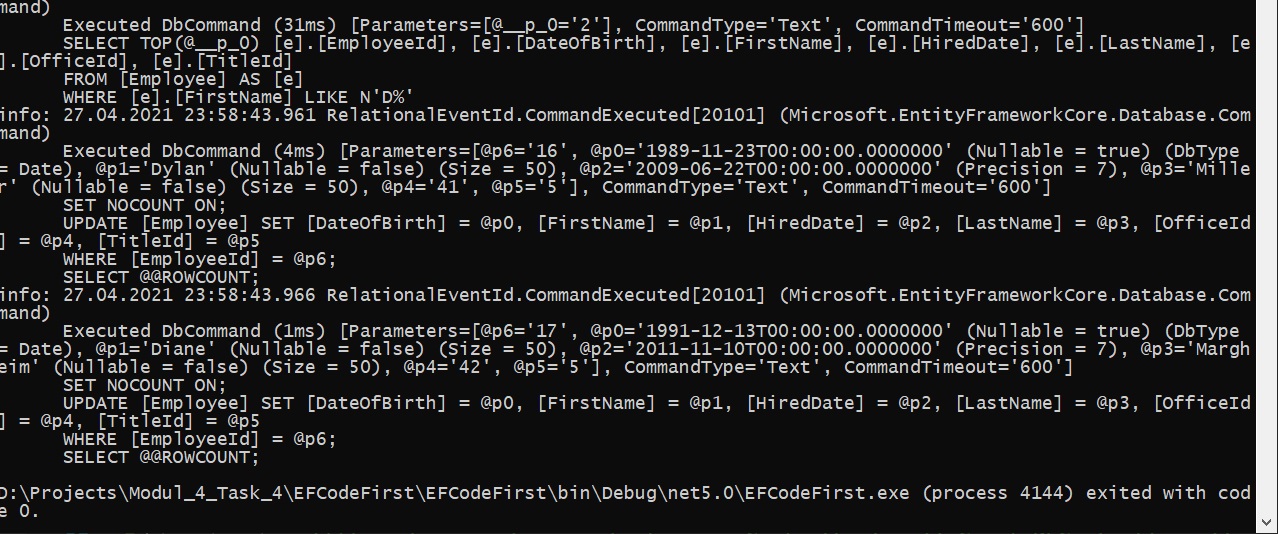 mand)
Executed DbCommand (31ms) [Parameters=[@__p_0='2'], CommandType='Text', CommandTimeout='600']
SELECT TOP(@__p_0) [e].[EmployeeId], [e].[DateOfBirth], [e].[FirstName], [e].[HiredDate], [e].[LastName], [e
].[OfficeId], [e].[TitleId]
FROM [Employee] AS [e]
WHERE [e].[FirstName] LIKE N'D%'
info: 27.04.2021 23:58:43.961 RelationalEventId.CommandExecuted[20101] (Microsoft.EntityFrameworkCore.Database.Com
mand)
Executed DbCommand (4ms) [Parameters=[@p6='16', @p0='1989-11-23T00:00:00.0000000' (Nullable = true) (DbType
= Date), @p1='Dylan' (Nullable = false) (Size = 50), @p2='2009-06-22T00:00:00.0000000' (Precision = 7), @p3='Mille
r' (Nullable = false) (Size = 50), @p4='41', @p5='5'], CommandType='Text', CommandTimeout='600']
SET NOCOUNT ON;
UPDATE [Employee] SET [DateOfBirth] = @p0, [FirstName] = @p1, [HiredDate] = @p2, [LastName] = @p3, [OfficeId
] = @p4, [TitleId] = @p5
WHERE [EmployeeId] = @p6;
SELECT @@ROWCOUNT;
info: 27.04.2021 23:58:43.966 RelationalEventId.CommandExecuted[20101] (Microsoft.EntityFrameworkCore.Database.Com
mand)
Executed DbCommand (1ms) [Parameters=[@p6='17', @p0='1991-12-13T00:00:00.0000000' (Nullable = true) (DbType
= Date), @p1='Diane' (Nullable = false) (Size = 50), @p2='2011-11-10T00:00:00.0000000' (Precision = 7), @p3='Margh
eim' (Nullable = false) (Size = 50), @p4='42', @p5='5'], CommandType='Text', CommandTimeout='600']
SET NOCOUNT ON;
UPDATE [Employee] SET [DateOfBirth] = @p0, [FirstName] = @p1, [HiredDate] = @p2, [LastName] = @p3, [OfficeId
] = @p4, [TitleId] = @p5
WHERE [EmployeeId] = @p6;
SELECT @@ROWCOUNT;
D:\Projects\Modul_4_Task_4\EFCodeFirst\EFCodeFirst\bin\Debug\net5.0\EFCodeFirst.exe (process 4144) exited with cod
e 0.